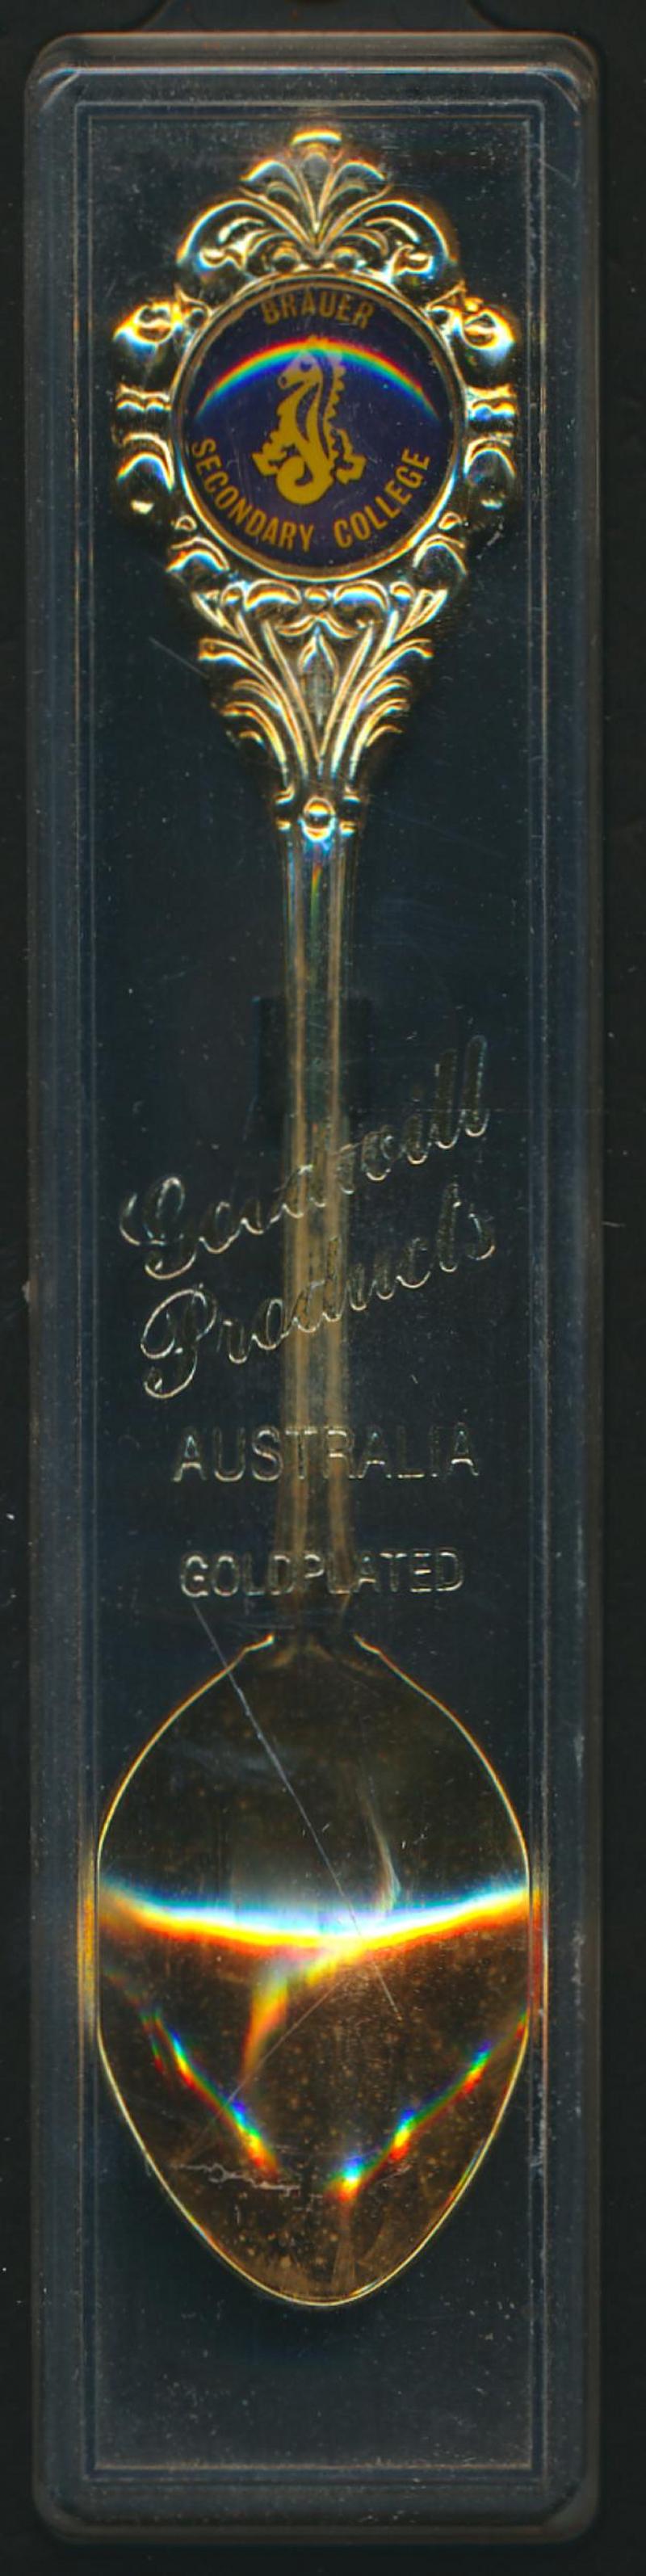 BRAUER
SECONDARY COLLEGE
Goodwill
Products
AUSTRALIA
GOLDPLATED